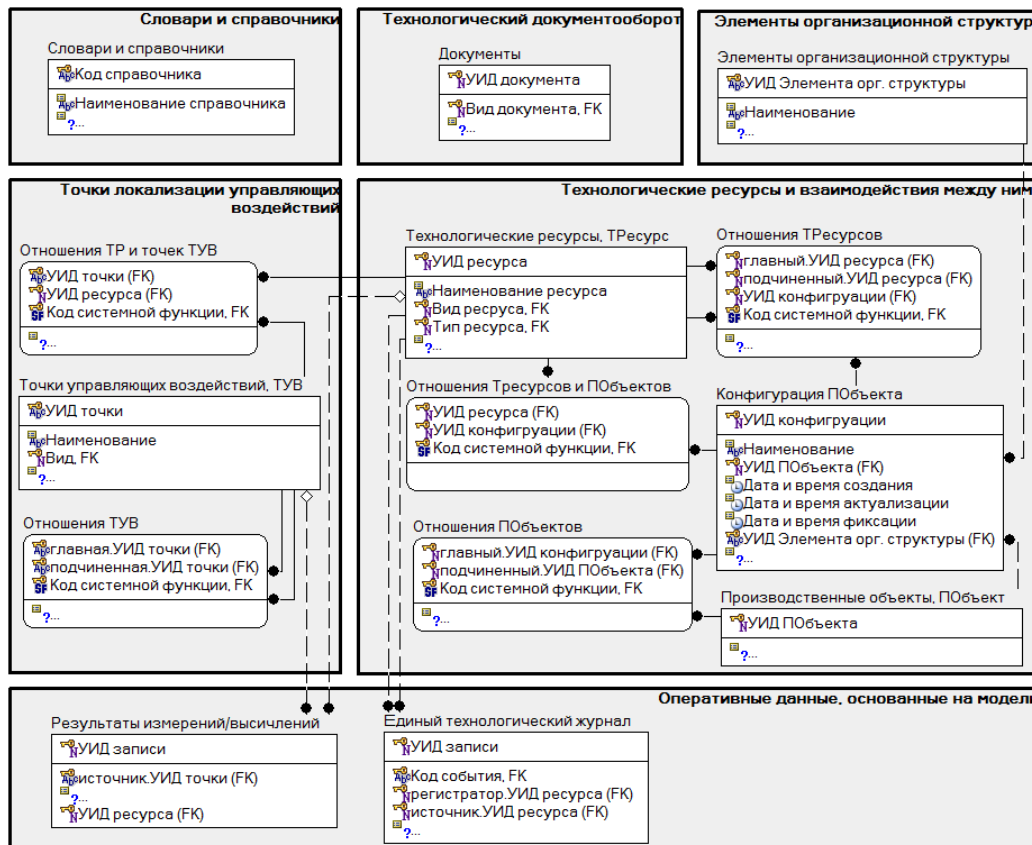 Словари и справочники
Словари и справочники
Код справочника
Наименование справочника
?...
Технологический документооборот
Документы
УИД документа
Вид документа, FK
?...
Элементы организационной структур
Элементы организационной структуры
УИД Элемента орг. структуры
Наименование
?...
Точки локализации управляющих
воздействий
Отношения ТР и точек ТУВ
УИД точки (FK)
УИД ресурса (FK)
Код системной функции, FK
?...
Точки управляющих воздействий, ТУВ
УИД точки
Наименование
Вид, FK
?...
Отношения ТУВ
главная.УИД точки (FK)
подчиненная.УИД точки (FK)
Код системной функции, FK
?...
Технологические ресурсы и взаимодействия между ним
Технологические ресурсы, ТРесурс
УИД ресурса
Наименование ресурса
Вид ресруса, FK
Тип ресурса, FK
?...
Отношения ТРесурсов
главный.УИД ресурса (FK)
подчиненный.УИД ресурса (FK)
УИД конфигруации (FK)
Код системной функции, FK
?...
Отношения Тресурсов и ПОбъектов
УИД ресурса (FK)
УИД конфигруации (FK)
Код системной функции, FK
Конфигурация ПОбъекта
УИД конфигруации
Наименование
УИД ПОбъекта (FK)
Дата и время создания
Дата и время актуализации
Дата и время фиксации
УИД Элемента орг. структуры (FK)
?...
Отношения ПОбъектов
главный.УИД конфигруации (FK)
подчиненный.УИД ПОбъекта (FK)
Код системной функции, FK
?...
Производственные объекты, ПОбъект
УИД ПОбъекта
?...
Оперативные данные, основанные на модели
Результаты измерений/высичлений
УИД записи
источник.УИД точки (FK)
?...
УИД ресурса (FK)
Единый технологический журнал
УИД записи
Код события, FK
регистратор.УИД ресурса (FK)
источник.УИД ресурса (FK)
?...